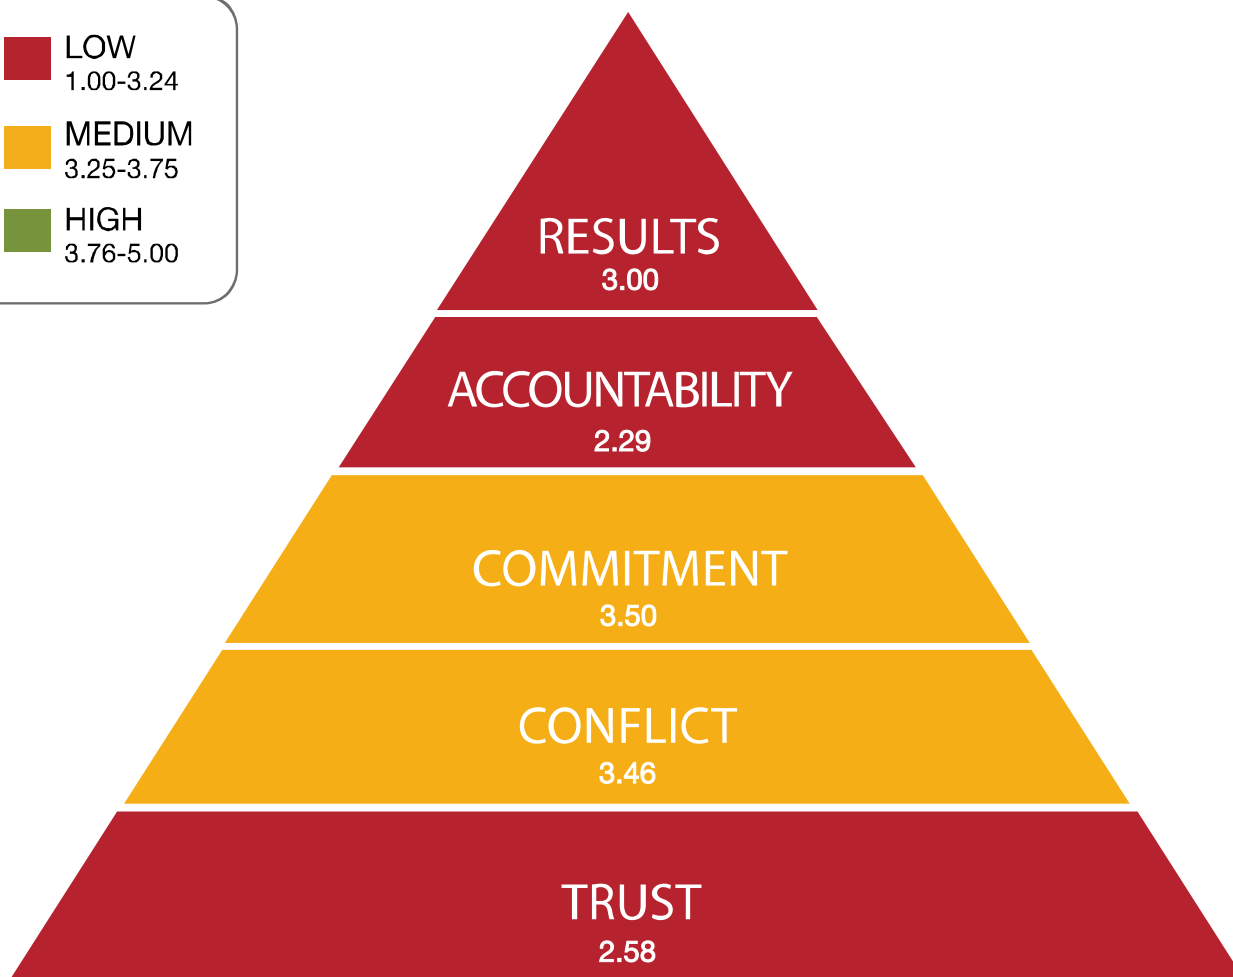 LOW
1.00-3.24
MEDIUM
3.25-3.75
HIGH
3.76-5.00
RESULTS
3.00
ACCOUNTABILITY
2.29
COMMITMENT
3.50
CONFLICT
3.46
TRUST
2.58